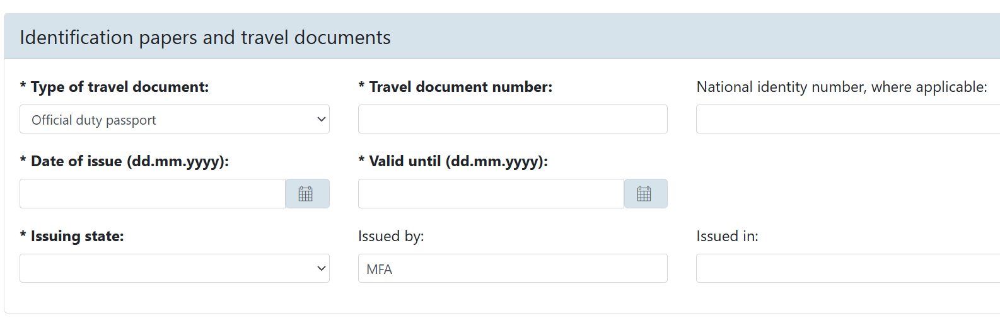 Identification papers and travel documents
* Type of travel document:
* Travel document number:
National identity number, where applicable:
Official duty passport
* Date of issue (dd.mm.yyyy):
* Valid until (dd.mm.yyyy):
* Issuing state:
Issued by:
Issued in:
MFA